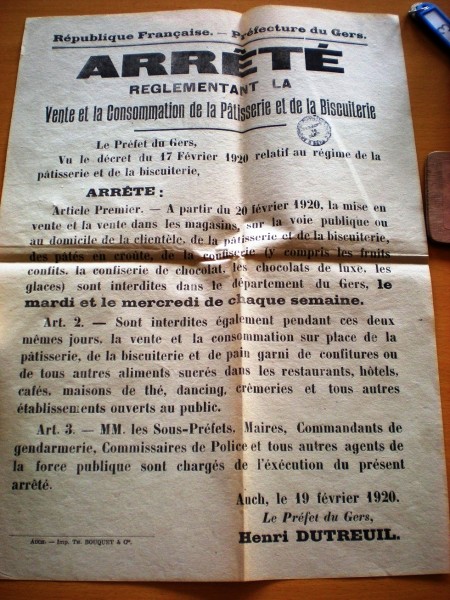 République Française. — Préfecture du Gers.
ARRÊTÉ
REGLEMENTANT LA
Vente et la Consommation de la Pâtisserie et de la Biscuiterie
Le Préfet du Gers,
Vu le décret du 17 Février 1920 relatif au régime de la
pâtisserie et de la biscuiterie,
ARRÊTE :
Article Premier. — A partir du 20 février 1920, la mise en
vente et la vente dans les magasins, sur la voie publique ou
au domicile de la clientèle, de la pâtisserie et de la biscuiterie,
des pâtés en croûte, de la confiserie (y compris les fruits
confits, la confiserie de chocolat, les chocolats de luxe, les
glaces) sont interdites dans le département du Gers, le
mardi et le mercredi de chaque semaine.
Art. 2. — Sont interdites également pendant ces deux
mêmes jours, la vente et la consommation sur place de la
pâtisserie, de la biscuiterie et de pain garni de confitures ou
de tous autres aliments sucrés dans les restaurants, hôtels,
cafés, maisons de thé, dancing, crèmeries et tous autres
établissements ouverts au public.
Art. 3. — MM. les Sous-Préfets, Maires, Commandants de
gendarmerie, Commissaires de Police et tous autres agents de
la force publique sont chargés de l'éxécution du présent
arrêté.
Auch, le 19 février 1920.
Le Préfet du Gers,
Henri DUTREUIL.
Auch. — Imp. Th. BOUQUET & Cie.